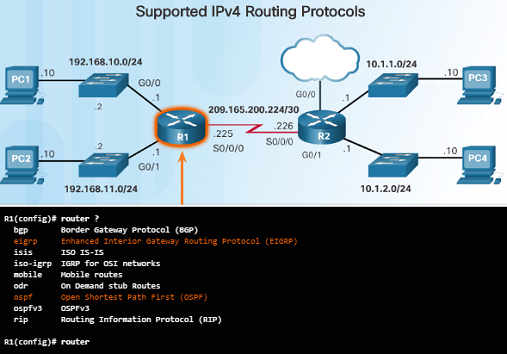 Supported IPv4 Routing Protocols
192.168.10.0/24
10.1.1.0/24
PC1
.10
G0/0
.1
.2
G0/0
.1
.10
PC3
209.165.200.224/30
R1
.225
S0/0/0
.226
S0/0/0
R2
G0/1
.1
PC2
.10
.2
.1
G0/1
192.168.11.0/24
.10
PC4
10.1.2.0/24
R1(config)# router ?
bgp Border Gateway Protocol (BGP)
eigrp Enhanced Interior Gateway Routing Protocol (EIGRP)
isis ISO IS-IS
iso-igrp IGRP for OSI networks
mobile Mobile routes
odr On Demand stub Routes
ospf Open Shortest Path First (OSPF)
ospfv3 OSPFv3
rip Routing Information Protocol (RIP)
R1(config)# router